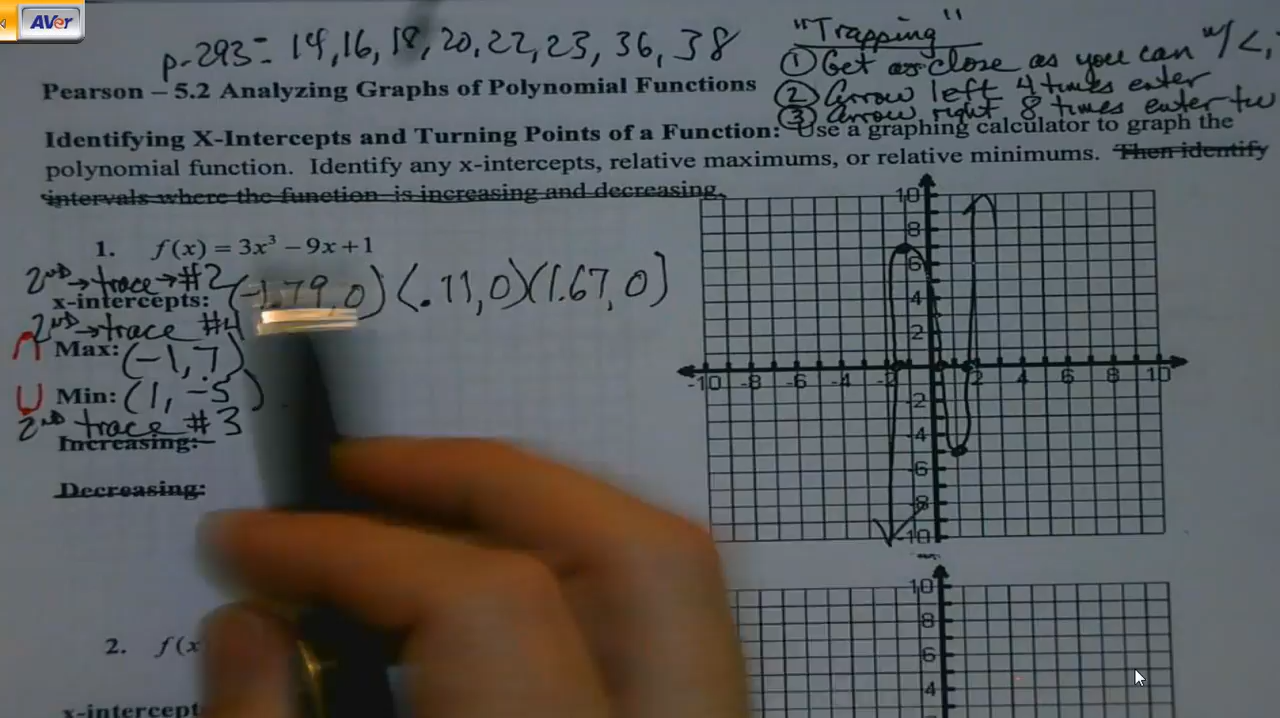 AVer
p-293: 14, 16, 18, 20, 22, 23, 36, 38
"Trapping"
① Get as close as you can w/ <,
② Arrow left 4 times enter
③ Arrow right 8 times enter tw
Pearson – 5.2 Analyzing Graphs of Polynomial Functions
Identifying X-Intercepts and Turning Points of a Function: Use a graphing calculator to graph the
polynomial function. Identify any x-intercepts, relative maximums, or relative minimums. Then identify
intervals where the function is increasing and decreasing.
1. f(x) = 3x³ – 9x + 1
2nd → trace → #2
x-intercepts: (-1.79, 0) (.11, 0) (1.67, 0)
2nd → trace #4
Max: (-1, 7)
Min: (1, -5)
2nd trace #3
Increasing:
Decreasing:
10
8
6
4
2
-10 -8 -6 -4 -2 2 4 6 8 10
-2
-4
-6
-8
-10
2. f(x
x-intercept
10
8
6
4